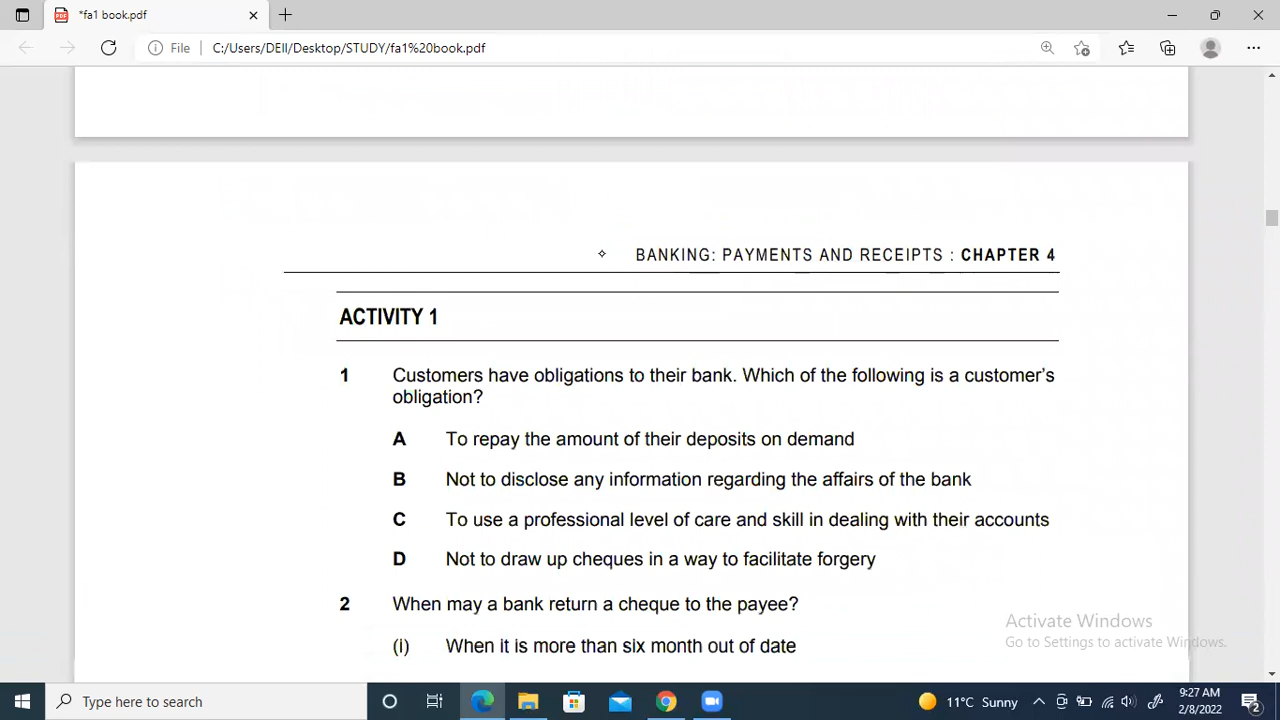 *fa1 book.pdf
File
C:/Users/DEll/Desktop/STUDY/fa1%20book.pdf
BANKING: PAYMENTS AND RECEIPTS : CHAPTER 4
ACTIVITY 1
1 Customers have obligations to their bank. Which of the following is a customer's
obligation?
A To repay the amount of their deposits on demand
B Not to disclose any information regarding the affairs of the bank
C To use a professional level of care and skill in dealing with their accounts
D Not to draw up cheques in a way to facilitate forgery
2 When may a bank return a cheque to the payee?
(i) When it is more than six month out of date
Activate Windows
Go to Settings to activate Windows.
Type here to search
11°C Sunny
9:27 AM
2/8/2022
2